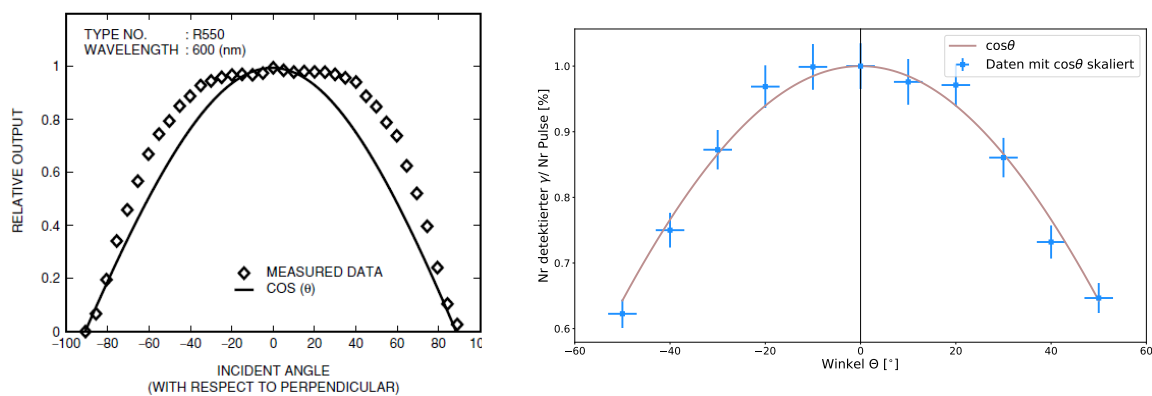 TYPE NO. : R550
WAVELENGTH : 600 (nm)
RELATIVE OUTPUT
1
0.8
0.6
0.4
0.2
0
MEASURED DATA
COS (θ)
−100 −80 −60 −40 −20 0 20 40 60 80 10
INCIDENT ANGLE
(WITH RESPECT TO PERPENDICULAR)
cosθ
Daten mit cosθ skaliert
Nr detektierter γ/ Nr Pulse [%]
1.0
0.9
0.8
0.7
0.6
−60 −40 −20 0 20 40 60
Winkel Θ [°]